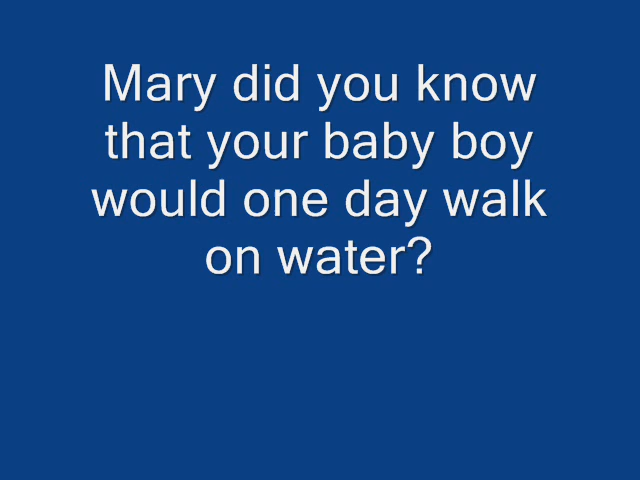 Mary did you know
that your baby boy
would one day walk
on water?